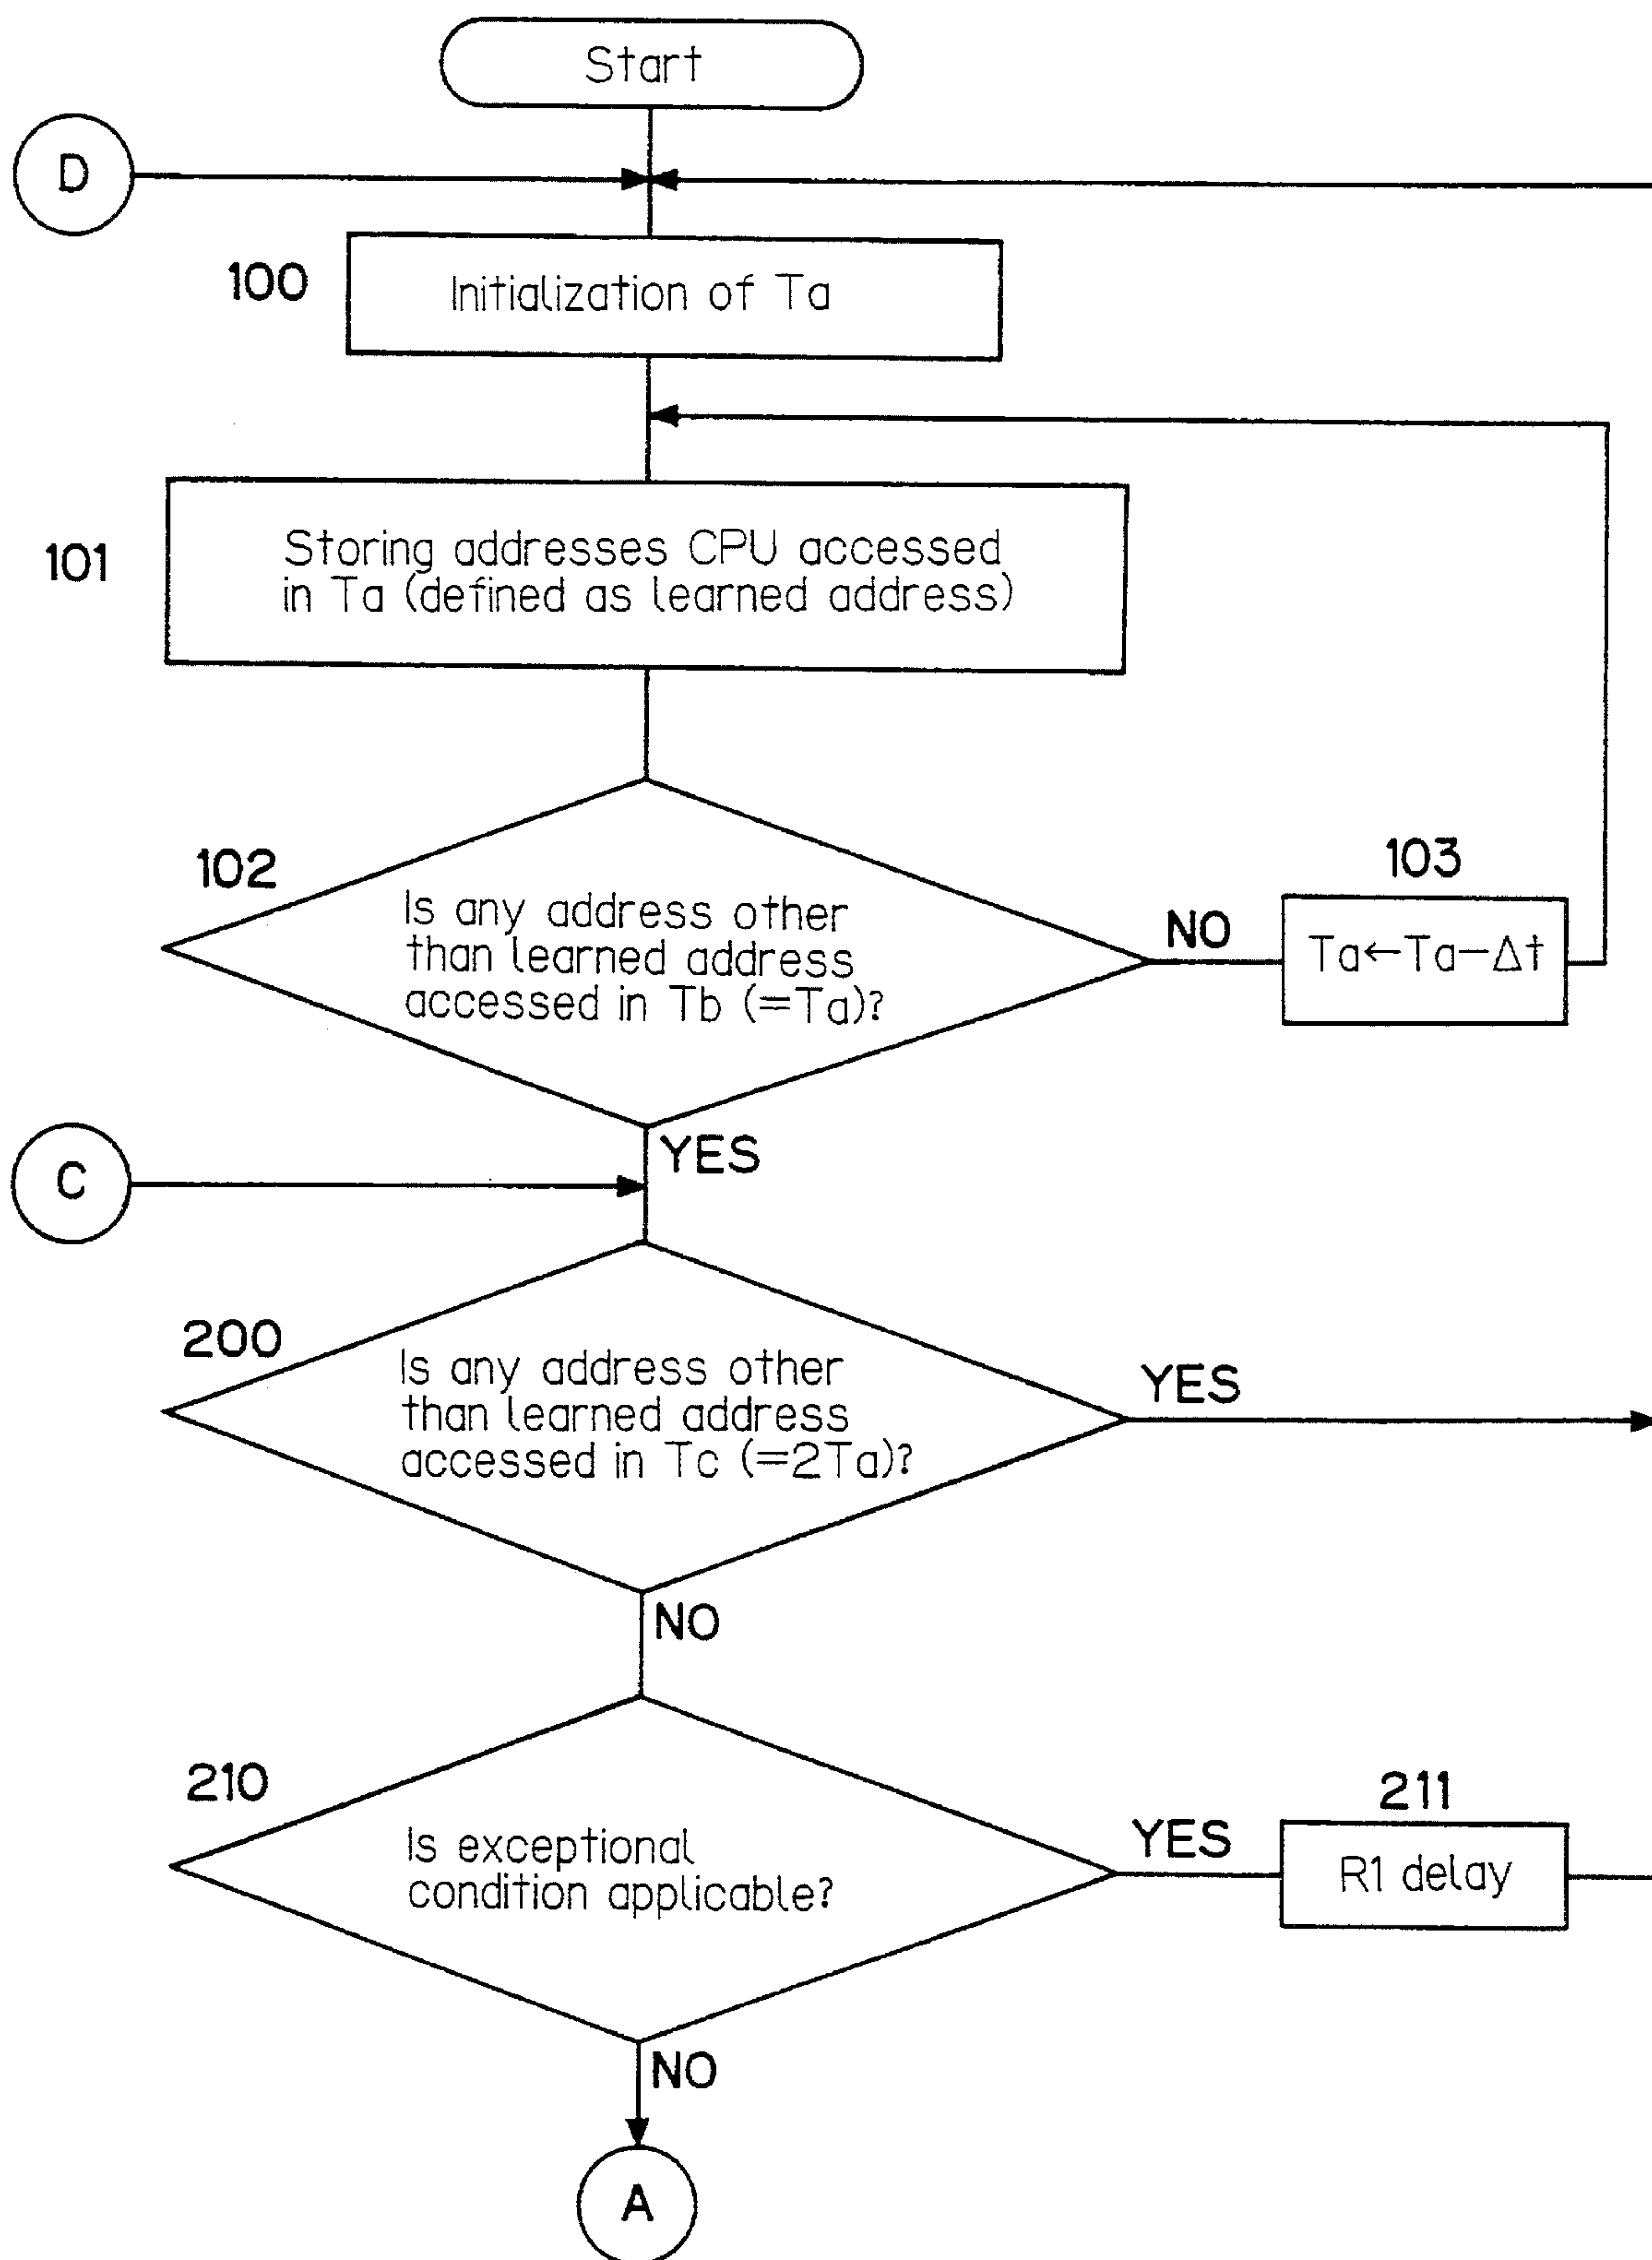 Start
D
100
Initialization of Ta
101
Storing addresses CPU accessed
in Ta (defined as learned address)
102
Is any address other
than learned address
accessed in Tb (=Ta)?
NO
103
Ta←Ta−Δt
YES
C
200
Is any address other
than learned address
accessed in Tc (=2Ta)?
YES
NO
210
Is exceptional
condition applicable?
YES
211
R1 delay
NO
A